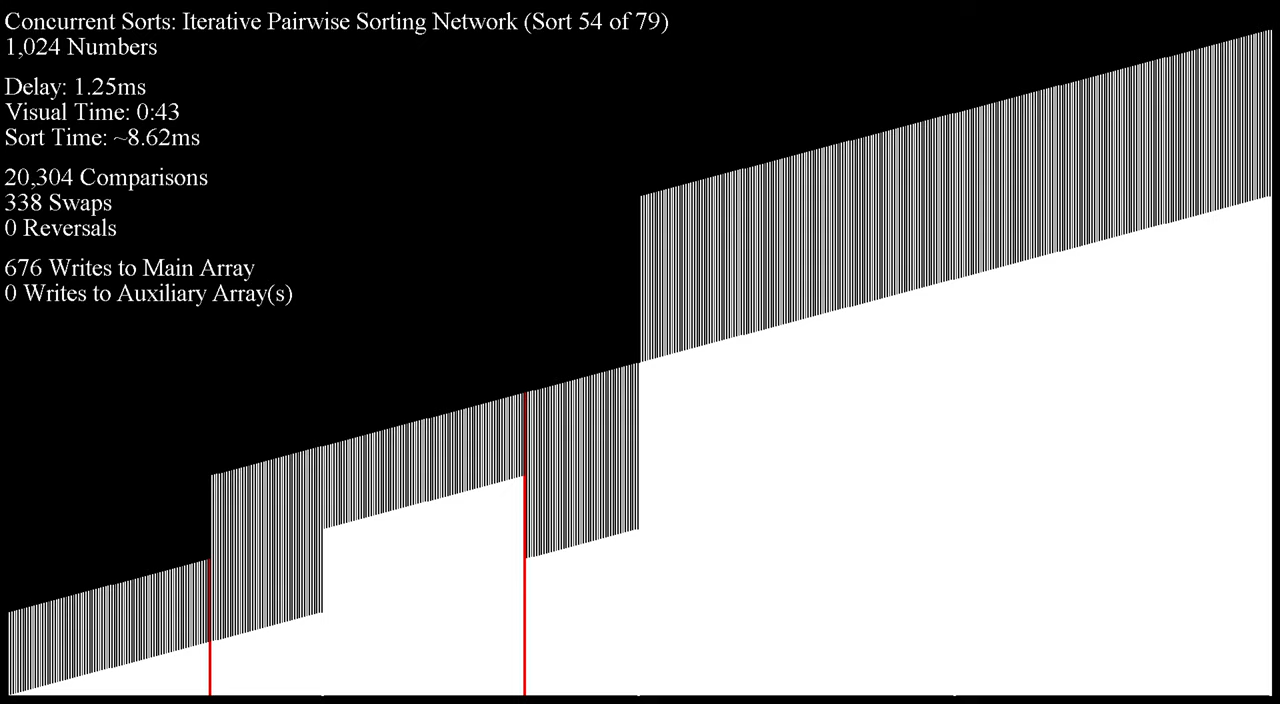 Concurrent Sorts: Iterative Pairwise Sorting Network (Sort 54 of 79)
1,024 Numbers
Delay: 1.25ms
Visual Time: 0:43
Sort Time: ~8.62ms
20,304 Comparisons
338 Swaps
0 Reversals
676 Writes to Main Array
0 Writes to Auxiliary Array(s)